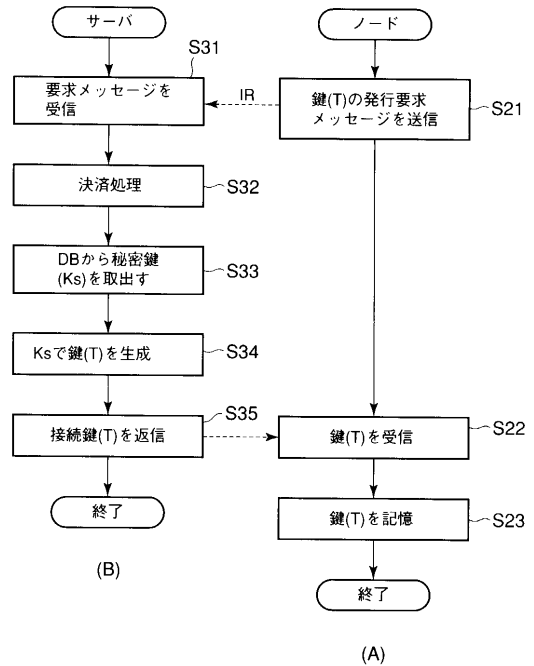 サーバ
S31
要求メッセージを
受信
決済処理
S32
DBから秘密鍵
(Ks)を取出す
S33
Ksで鍵(T)を生成
S34
S35
接続鍵(T)を返信
終了
(B)
ノード
IR
鍵(T)の発行要求
メッセージを送信
S21
鍵(T)を受信
S22
鍵(T)を記憶
S23
終了
(A)